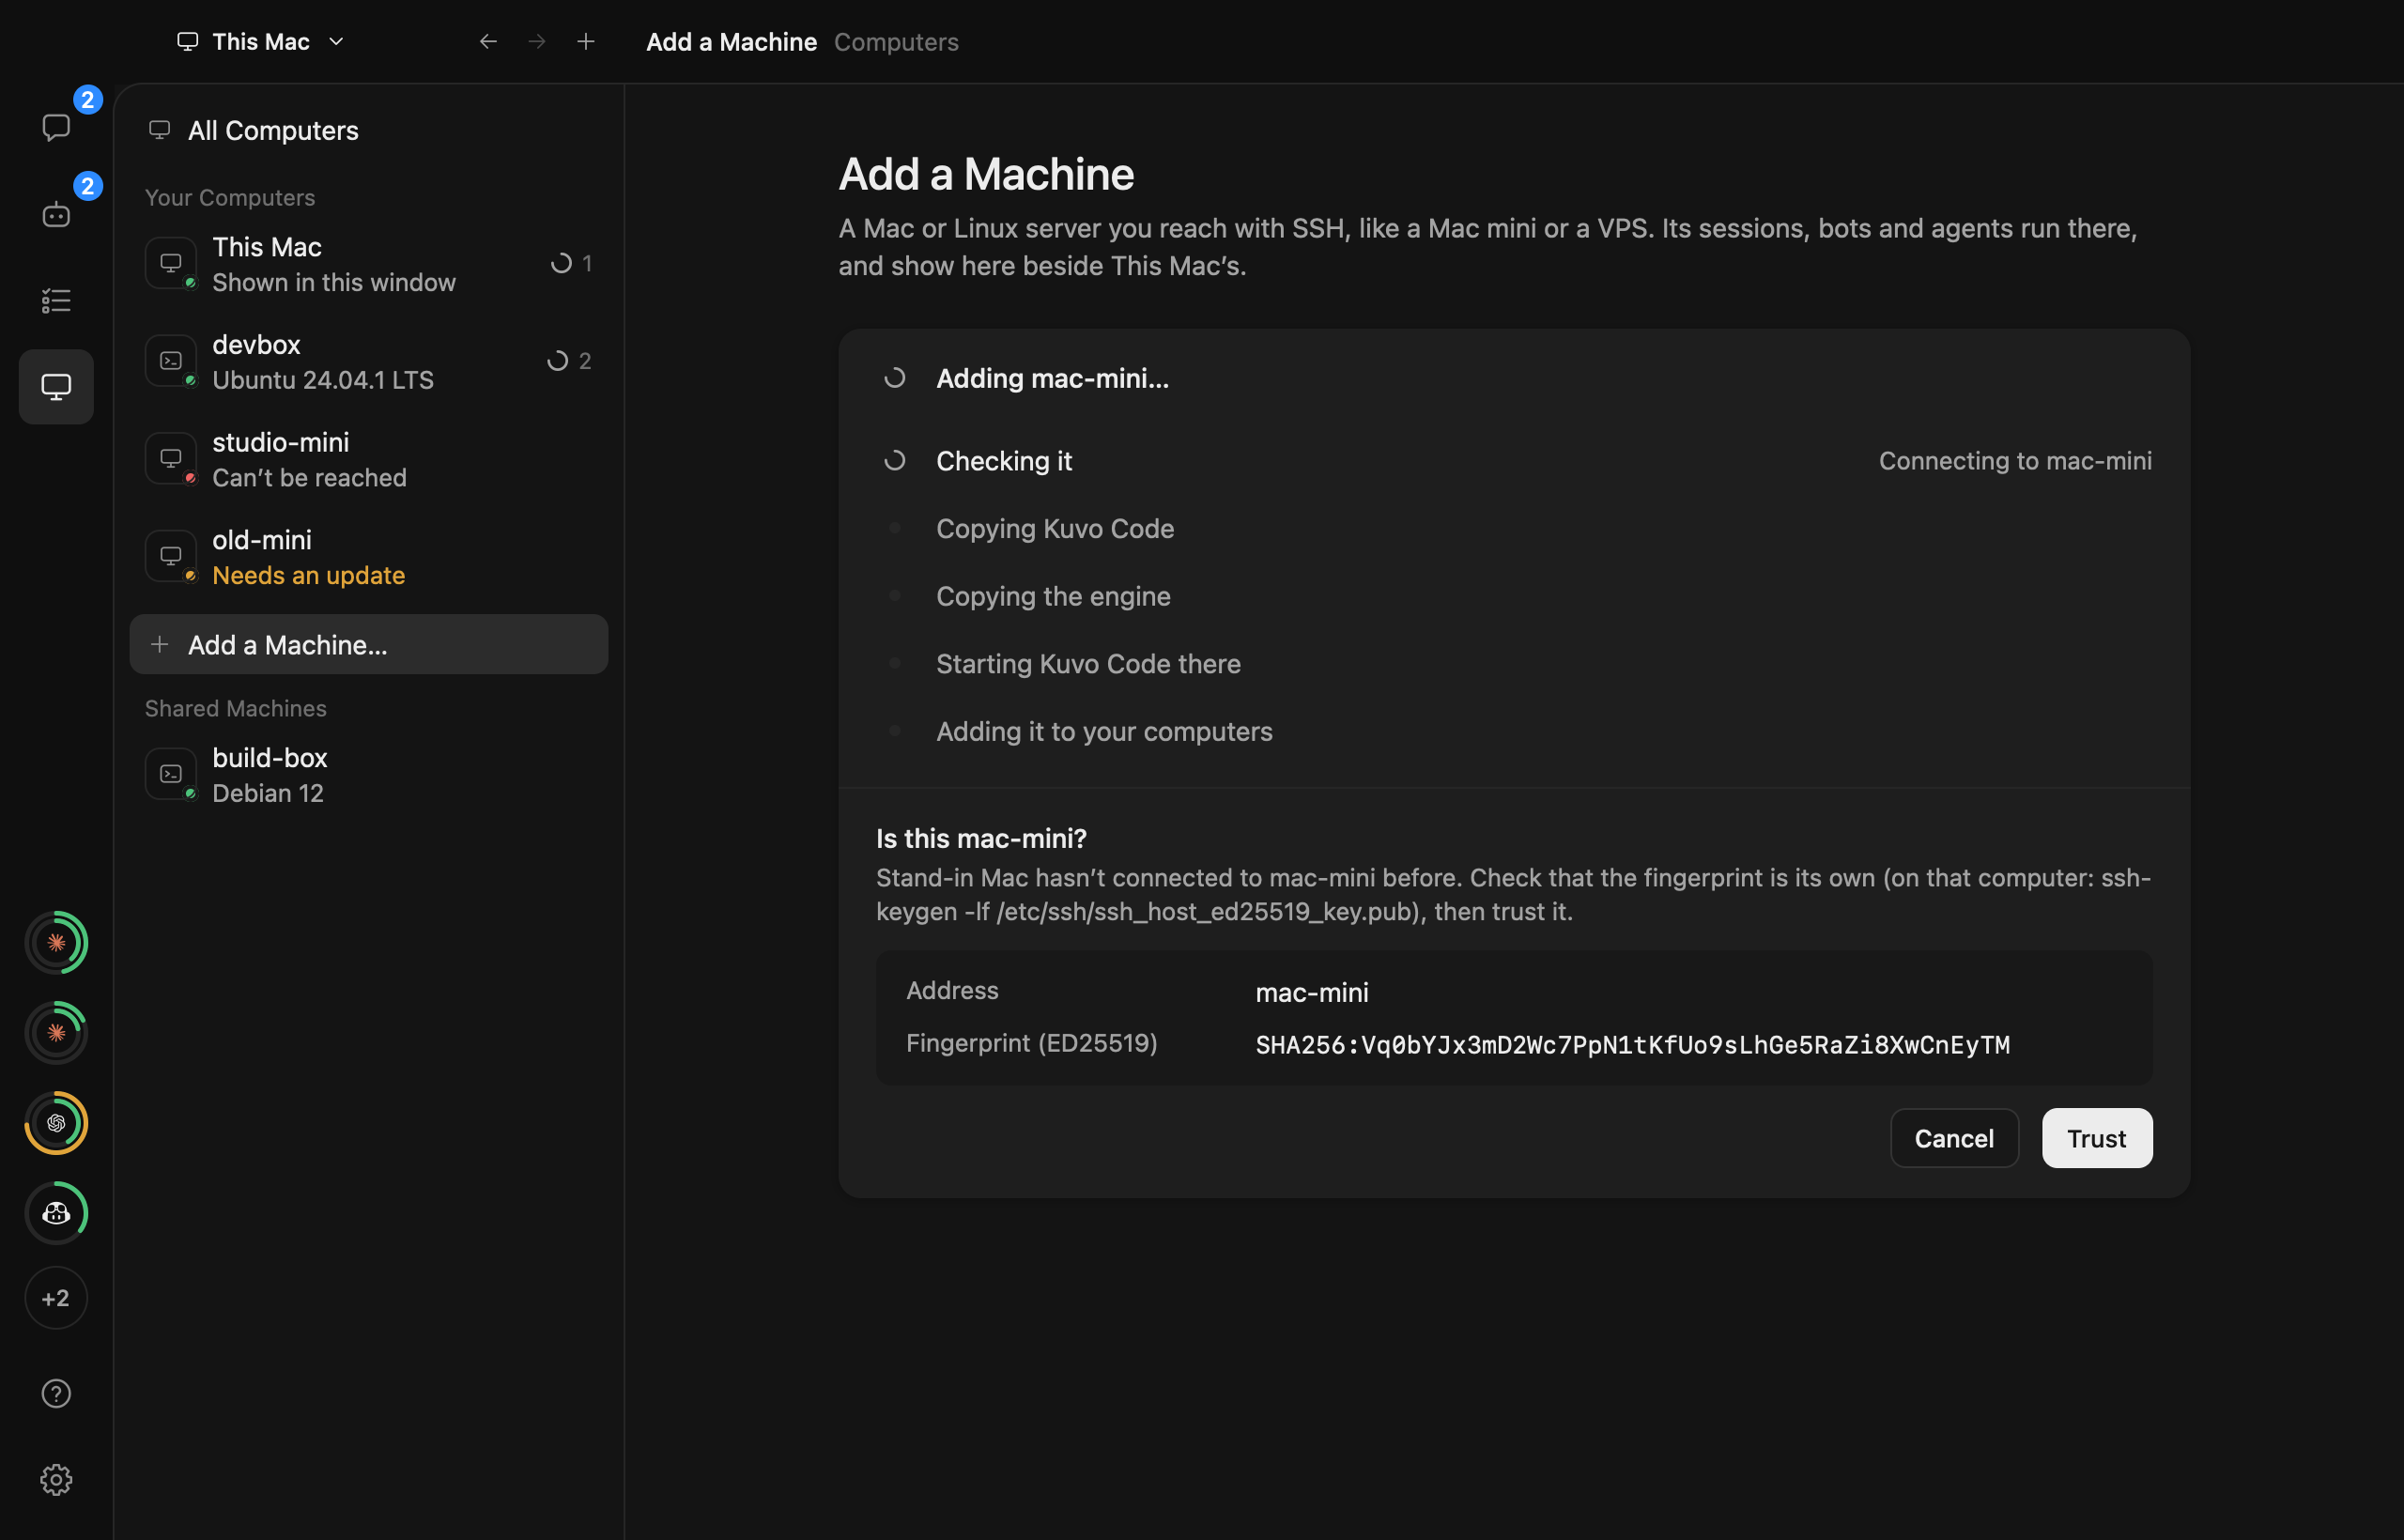 This Mac
Add a Machine Computers
2
2
All Computers
Your Computers
This Mac
Shown in this window
1
devbox
Ubuntu 24.04.1 LTS
2
studio-mini
Can’t be reached
old-mini
Needs an update
Add a Machine...
Shared Machines
build-box
Debian 12
+2
Add a Machine
A Mac or Linux server you reach with SSH, like a Mac mini or a VPS. Its sessions, bots and agents run there,
and show here beside This Mac’s.
Adding mac-mini...
Checking it
Connecting to mac-mini
Copying Kuvo Code
Copying the engine
Starting Kuvo Code there
Adding it to your computers
Is this mac-mini?
Stand-in Mac hasn’t connected to mac-mini before. Check that the fingerprint is its own (on that computer: ssh-
keygen -lf /etc/ssh/ssh_host_ed25519_key.pub), then trust it.
Address
mac-mini
Fingerprint (ED25519)
SHA256:Vq0bYJx3mD2Wc7PpN1tKfUo9sLhGe5RaZi8XwCnEyTM
Cancel
Trust